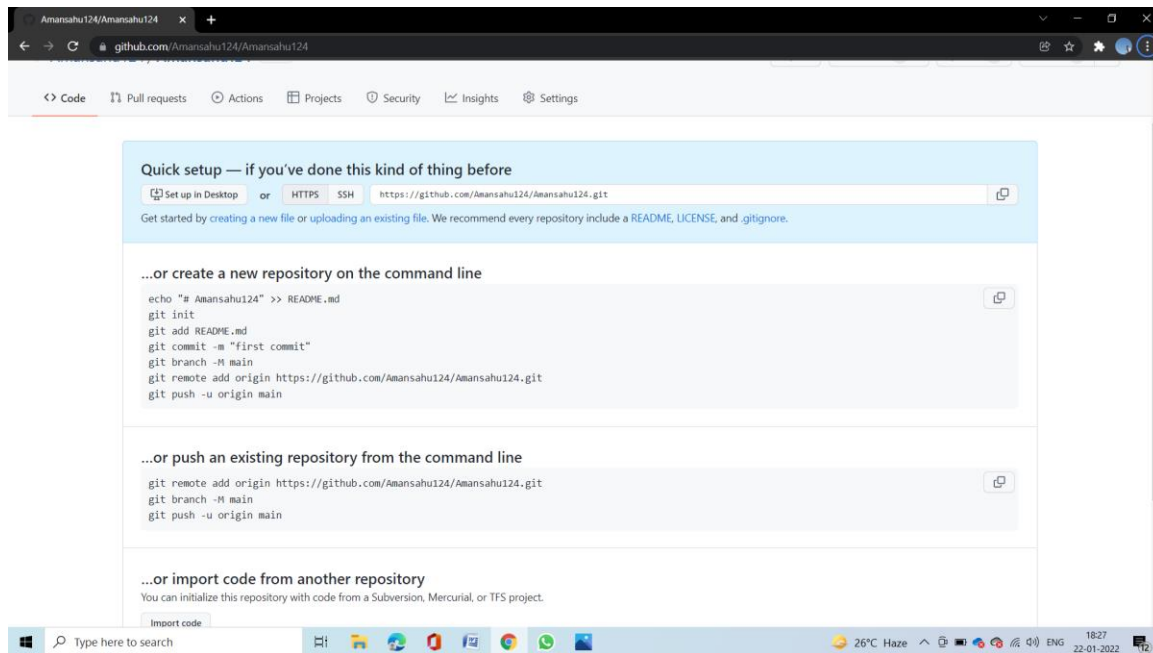 Amansahu124/Amansahu124
github.com/Amansahu124/Amansahu124
Code Pull requests Actions Projects Security Insights Settings
Quick setup — if you've done this kind of thing before
Set up in Desktop or HTTPS SSH https://github.com/Amansahu124/Amansahu124.git
Get started by creating a new file or uploading an existing file. We recommend every repository include a README, LICENSE, and .gitignore.
...or create a new repository on the command line
echo "# Amansahu124" >> README.md
git init
git add README.md
git commit -m "first commit"
git branch -M main
git remote add origin https://github.com/Amansahu124/Amansahu124.git
git push -u origin main
...or push an existing repository from the command line
git remote add origin https://github.com/Amansahu124/Amansahu124.git
git branch -M main
git push -u origin main
...or import code from another repository
You can initialize this repository with code from a Subversion, Mercurial, or TFS project.
Import code
Type here to search 26°C Haze ENG 18:27
22-01-2022 12